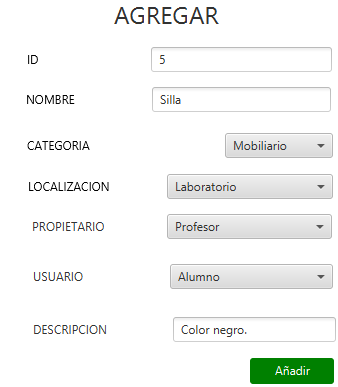 AGREGAR
ID 5
NOMBRE Silla
CATEGORIA Mobiliario
LOCALIZACION Laboratorio
PROPIETARIO Profesor
USUARIO Alumno
DESCRIPCION Color negro.
Añadir